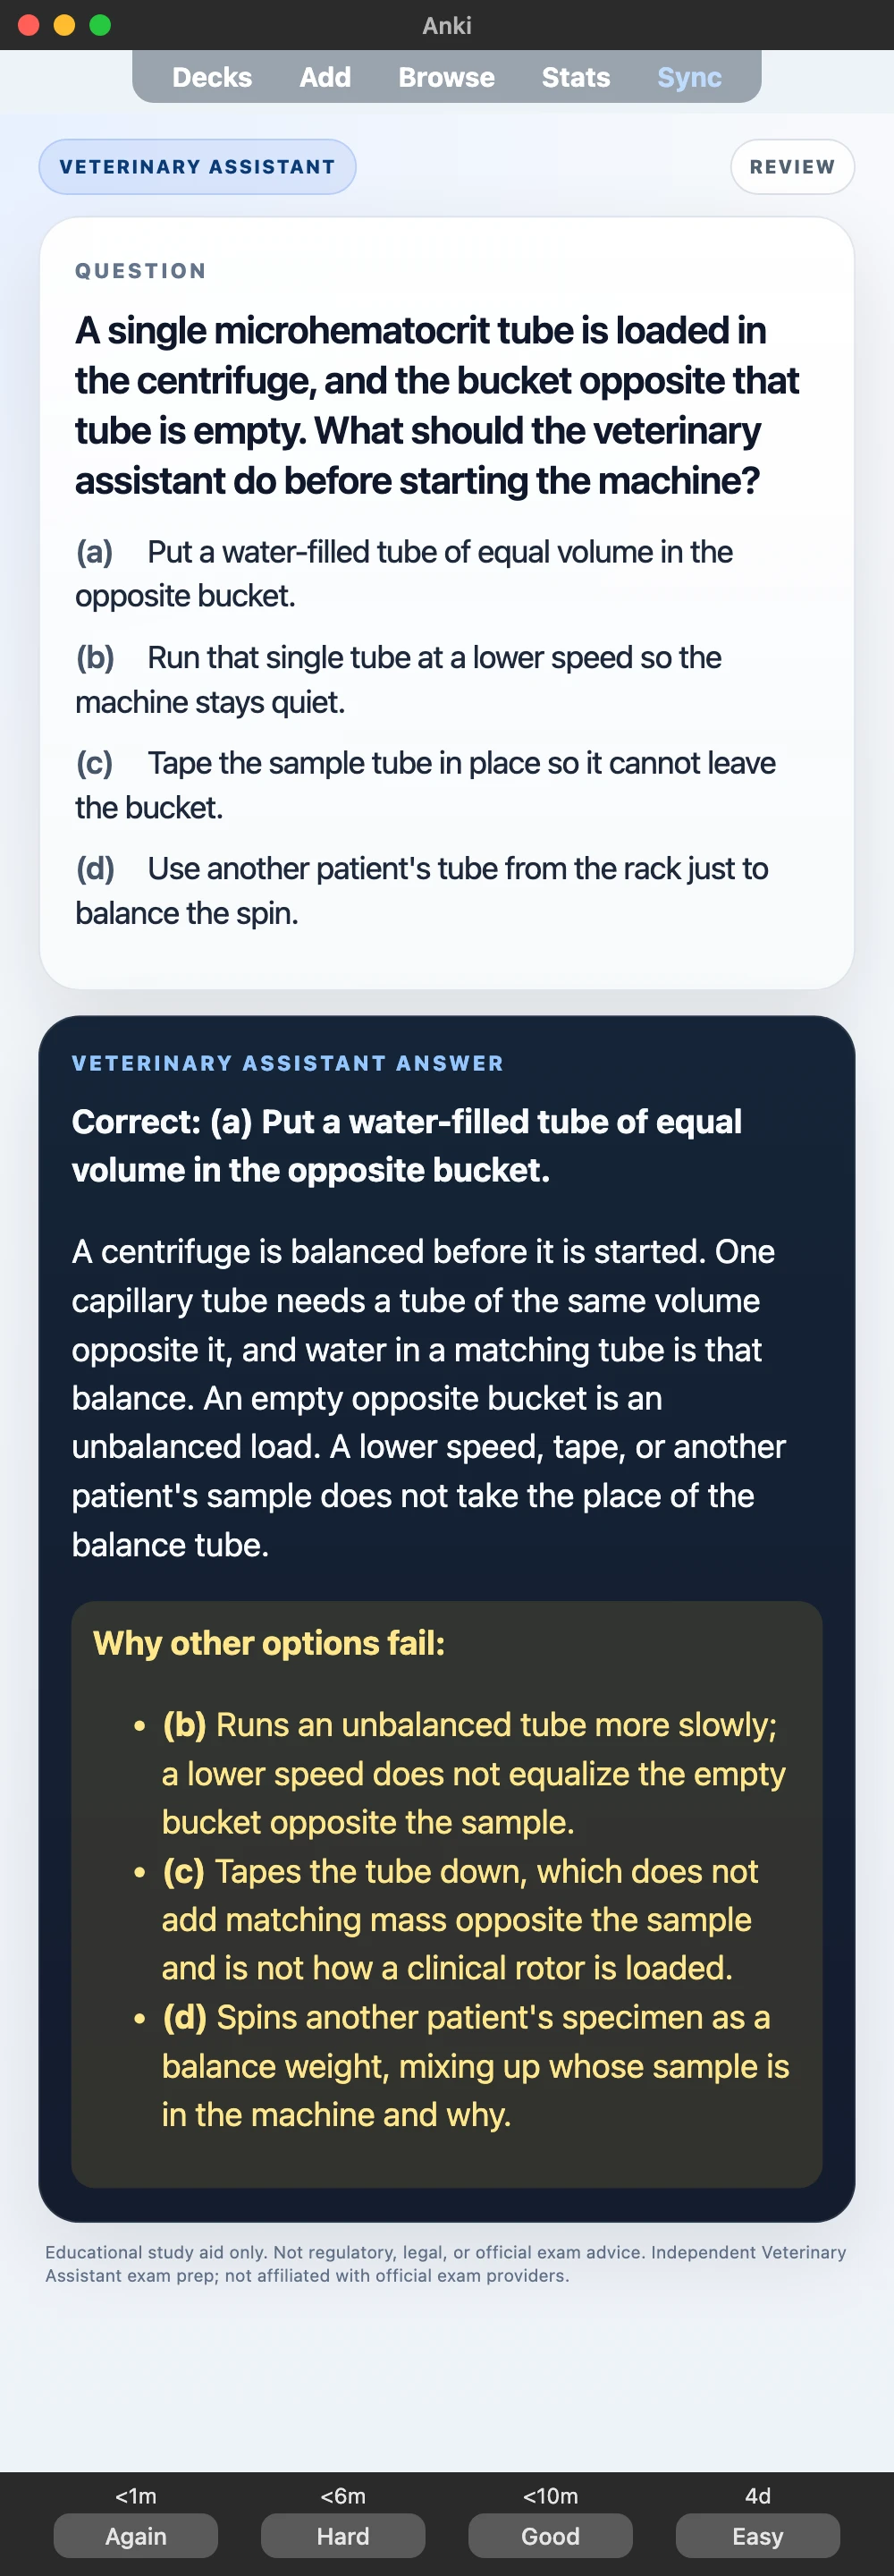 Anki
Decks Add Browse Stats Sync
VETERINARY ASSISTANT REVIEW
QUESTION
A single microhematocrit tube is loaded in
the centrifuge, and the bucket opposite that
tube is empty. What should the veterinary
assistant do before starting the machine?
(a) Put a water-filled tube of equal volume in the
opposite bucket.
(b) Run that single tube at a lower speed so the
machine stays quiet.
(c) Tape the sample tube in place so it cannot leave
the bucket.
(d) Use another patient's tube from the rack just to
balance the spin.
VETERINARY ASSISTANT ANSWER
Correct: (a) Put a water-filled tube of equal
volume in the opposite bucket.
A centrifuge is balanced before it is started. One
capillary tube needs a tube of the same volume
opposite it, and water in a matching tube is that
balance. An empty opposite bucket is an
unbalanced load. A lower speed, tape, or another
patient's sample does not take the place of the
balance tube.
Why other options fail:
• (b) Runs an unbalanced tube more slowly;
a lower speed does not equalize the empty
bucket opposite the sample.
• (c) Tapes the tube down, which does not
add matching mass opposite the sample
and is not how a clinical rotor is loaded.
• (d) Spins another patient's specimen as a
balance weight, mixing up whose sample is
in the machine and why.
Educational study aid only. Not regulatory, legal, or official exam advice. Independent Veterinary
Assistant exam prep; not affiliated with official exam providers.
<1m <6m <10m 4d
Again Hard Good Easy